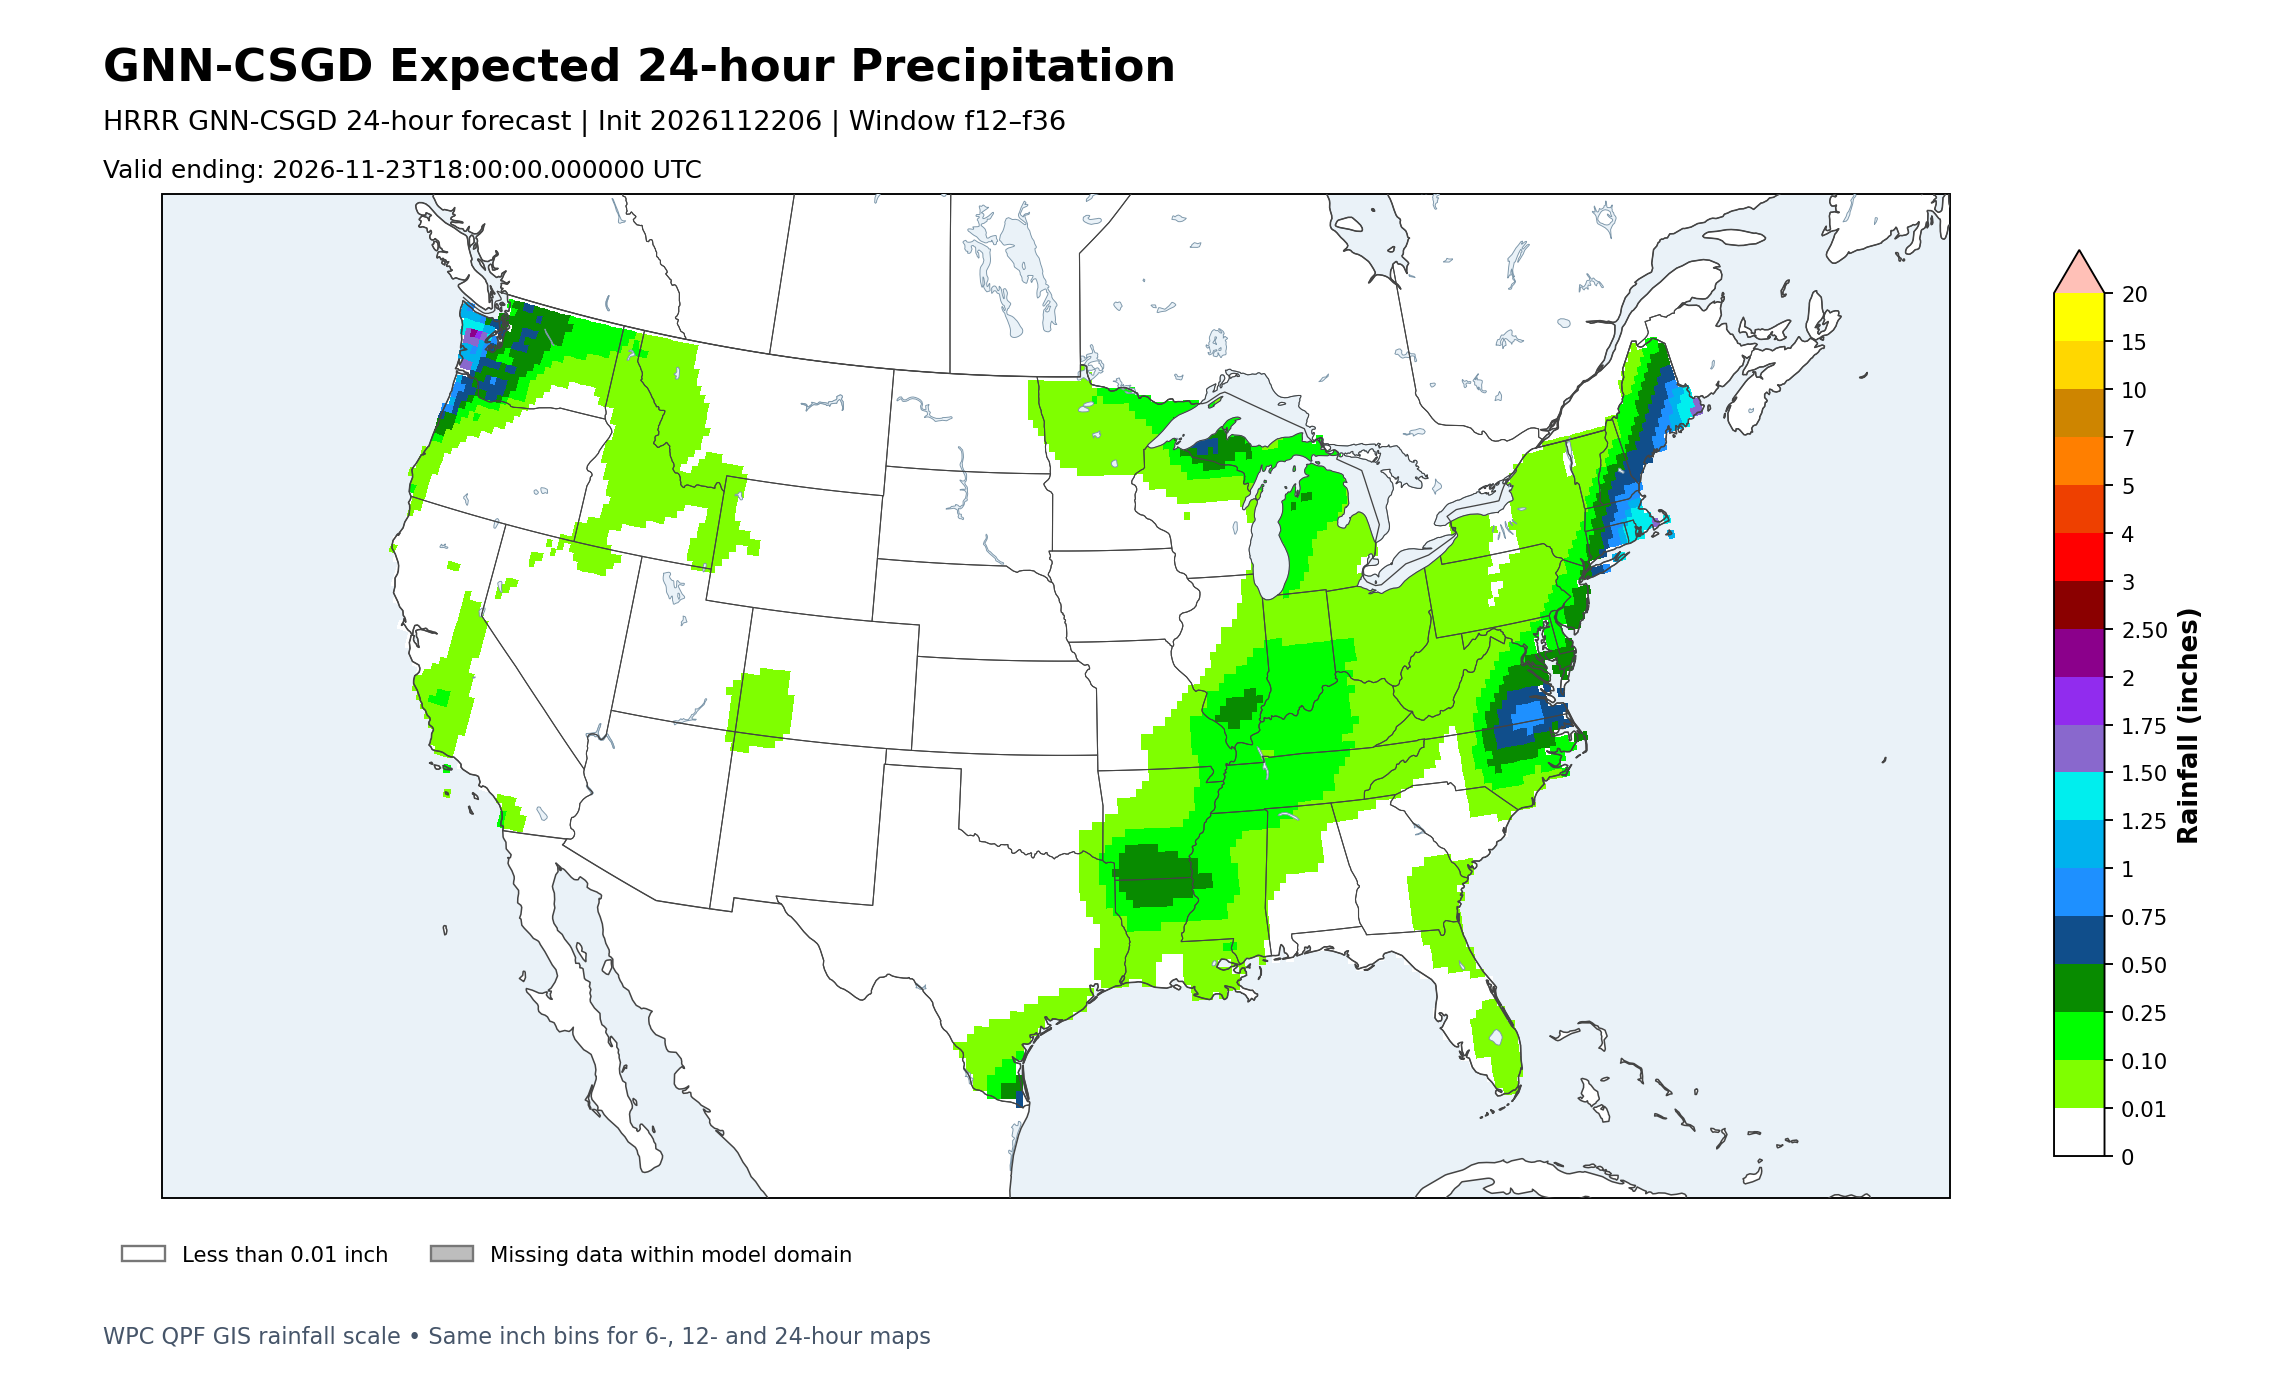 GNN-CSGD Expected 24-hour Precipitation
HRRR GNN-CSGD 24-hour forecast | Init 2026112206 | Window f12–f36
Valid ending: 2026-11-23T18:00:00.000000 UTC
20
15
10
7
5
4
3
2.50
2
1.75
1.50
1.25
1
0.75
0.50
0.25
0.10
0.01
0
Rainfall (inches)
Less than 0.01 inch
Missing data within model domain
WPC QPF GIS rainfall scale • Same inch bins for 6-, 12- and 24-hour maps